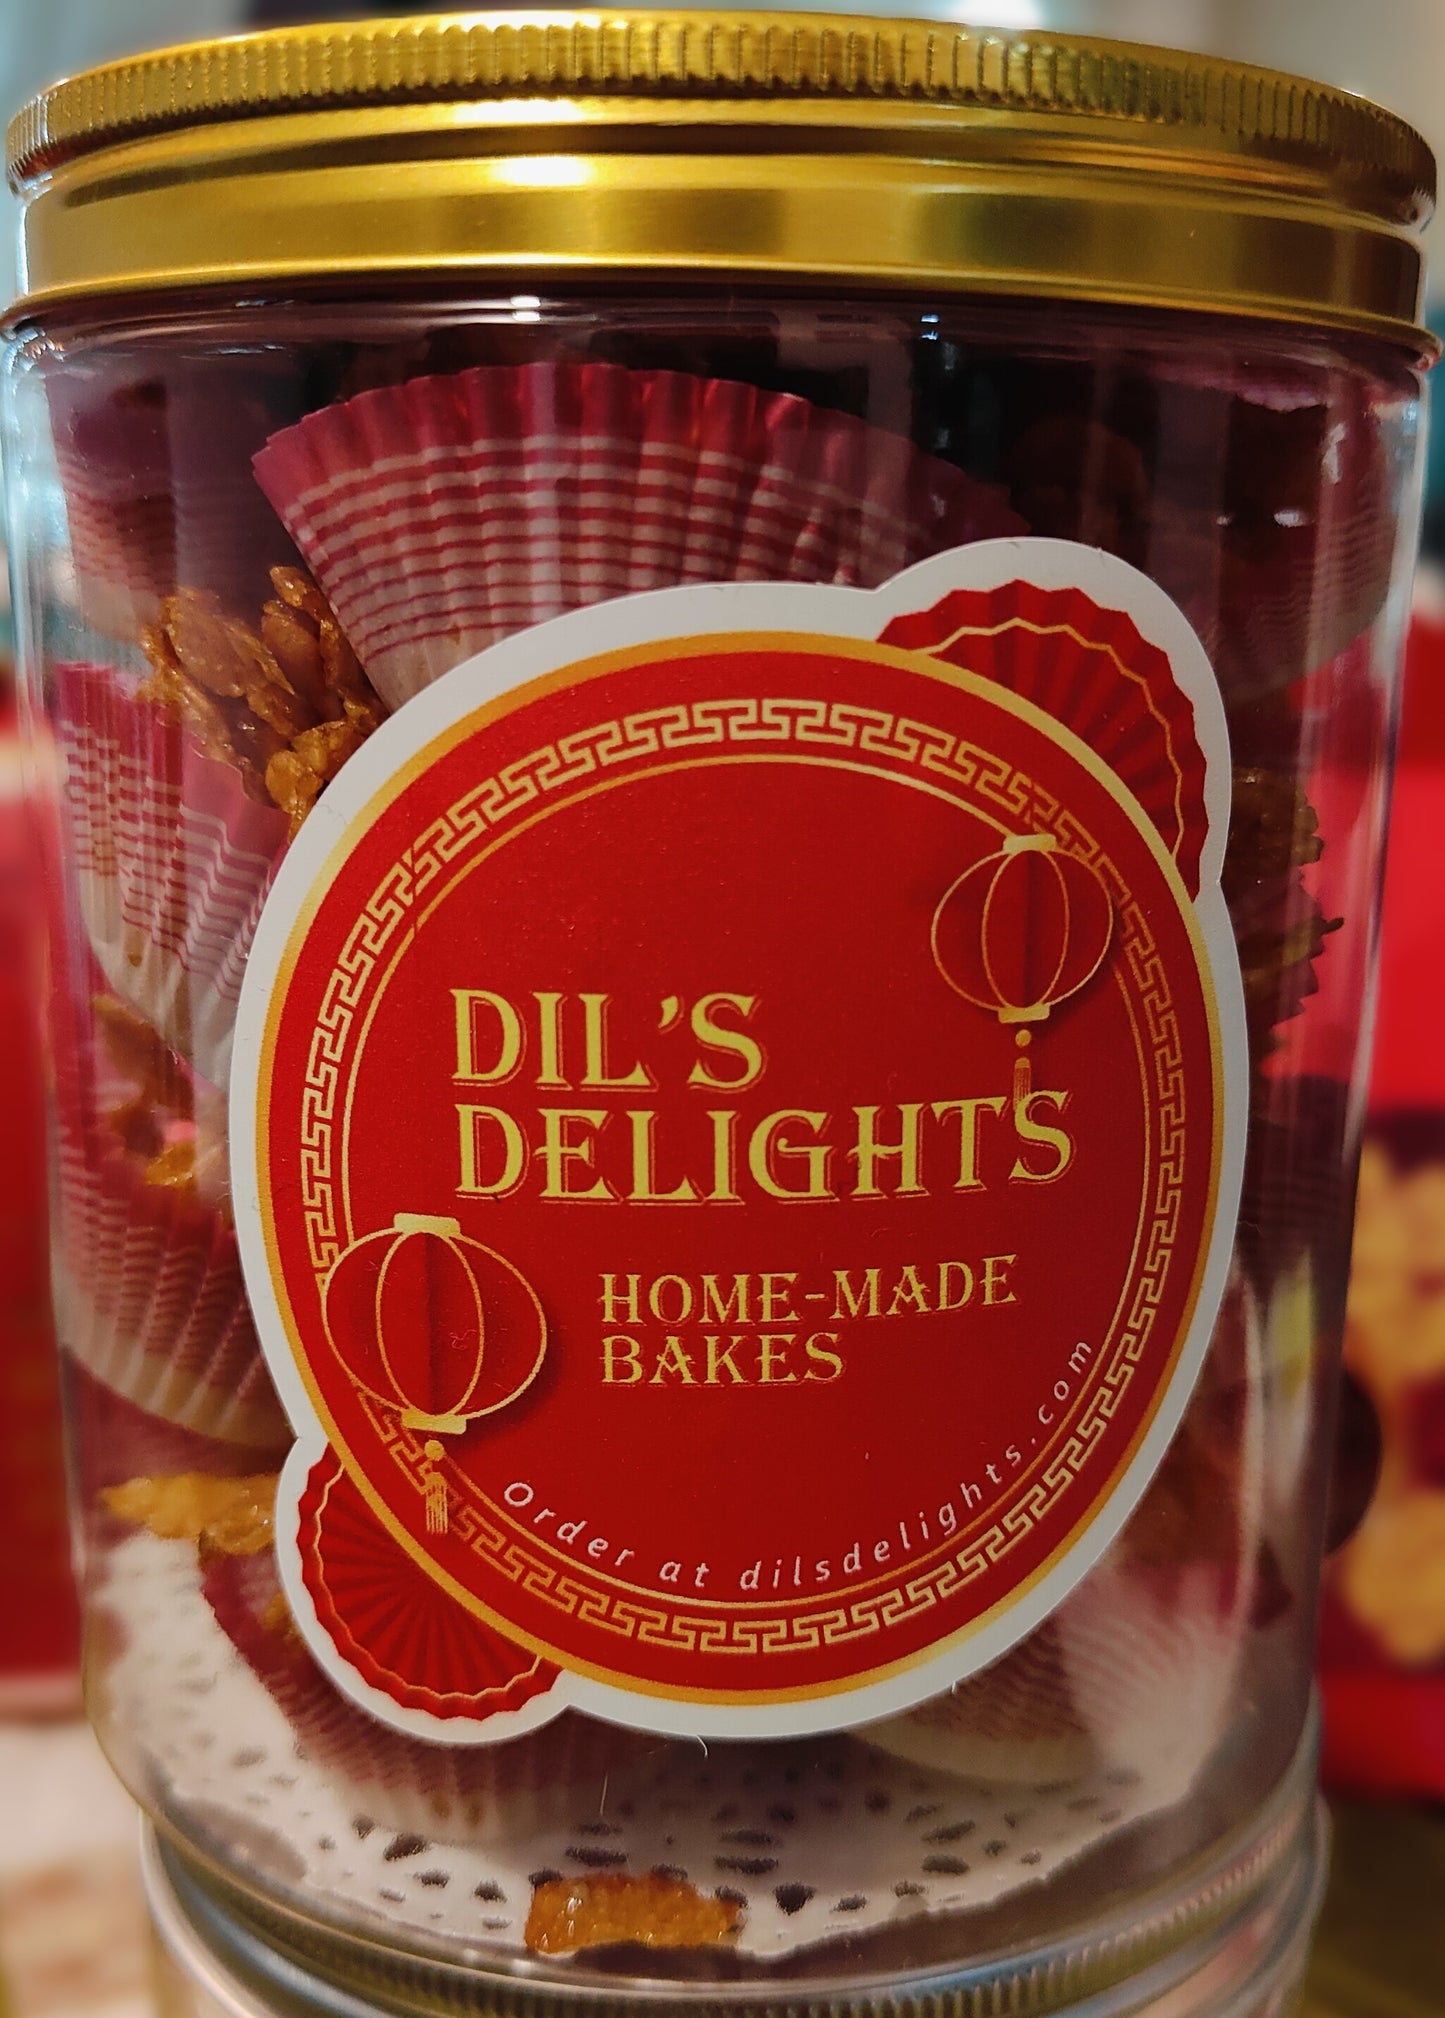 DIL'S
DELIGHTS
HOME-MADE
BAKES
Order at dilsdelights.com